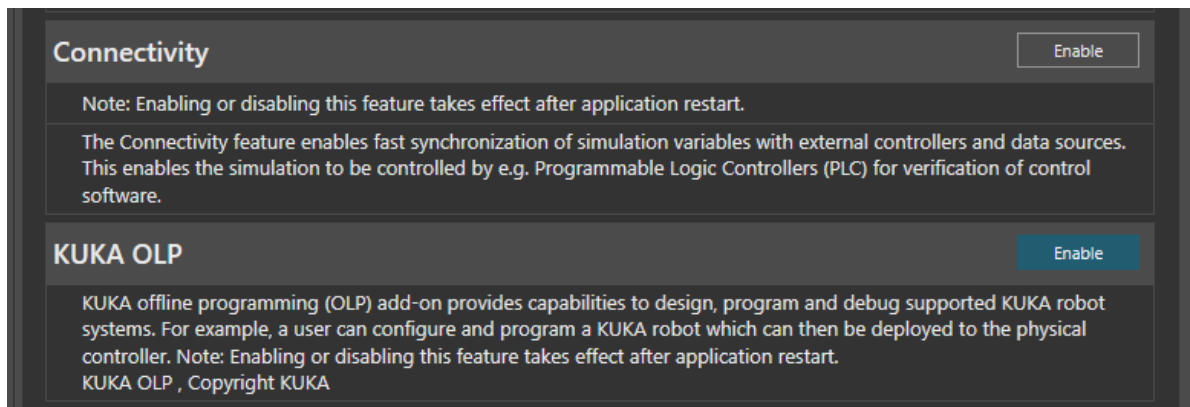 Connectivity
Enable
Note: Enabling or disabling this feature takes effect after application restart.
The Connectivity feature enables fast synchronization of simulation variables with external controllers and data sources.
This enables the simulation to be controlled by e.g. Programmable Logic Controllers (PLC) for verification of control
software.
KUKA OLP
Enable
KUKA offline programming (OLP) add-on provides capabilities to design, program and debug supported KUKA robot
systems. For example, a user can configure and program a KUKA robot which can then be deployed to the physical
controller. Note: Enabling or disabling this feature takes effect after application restart.
KUKA OLP , Copyright KUKA